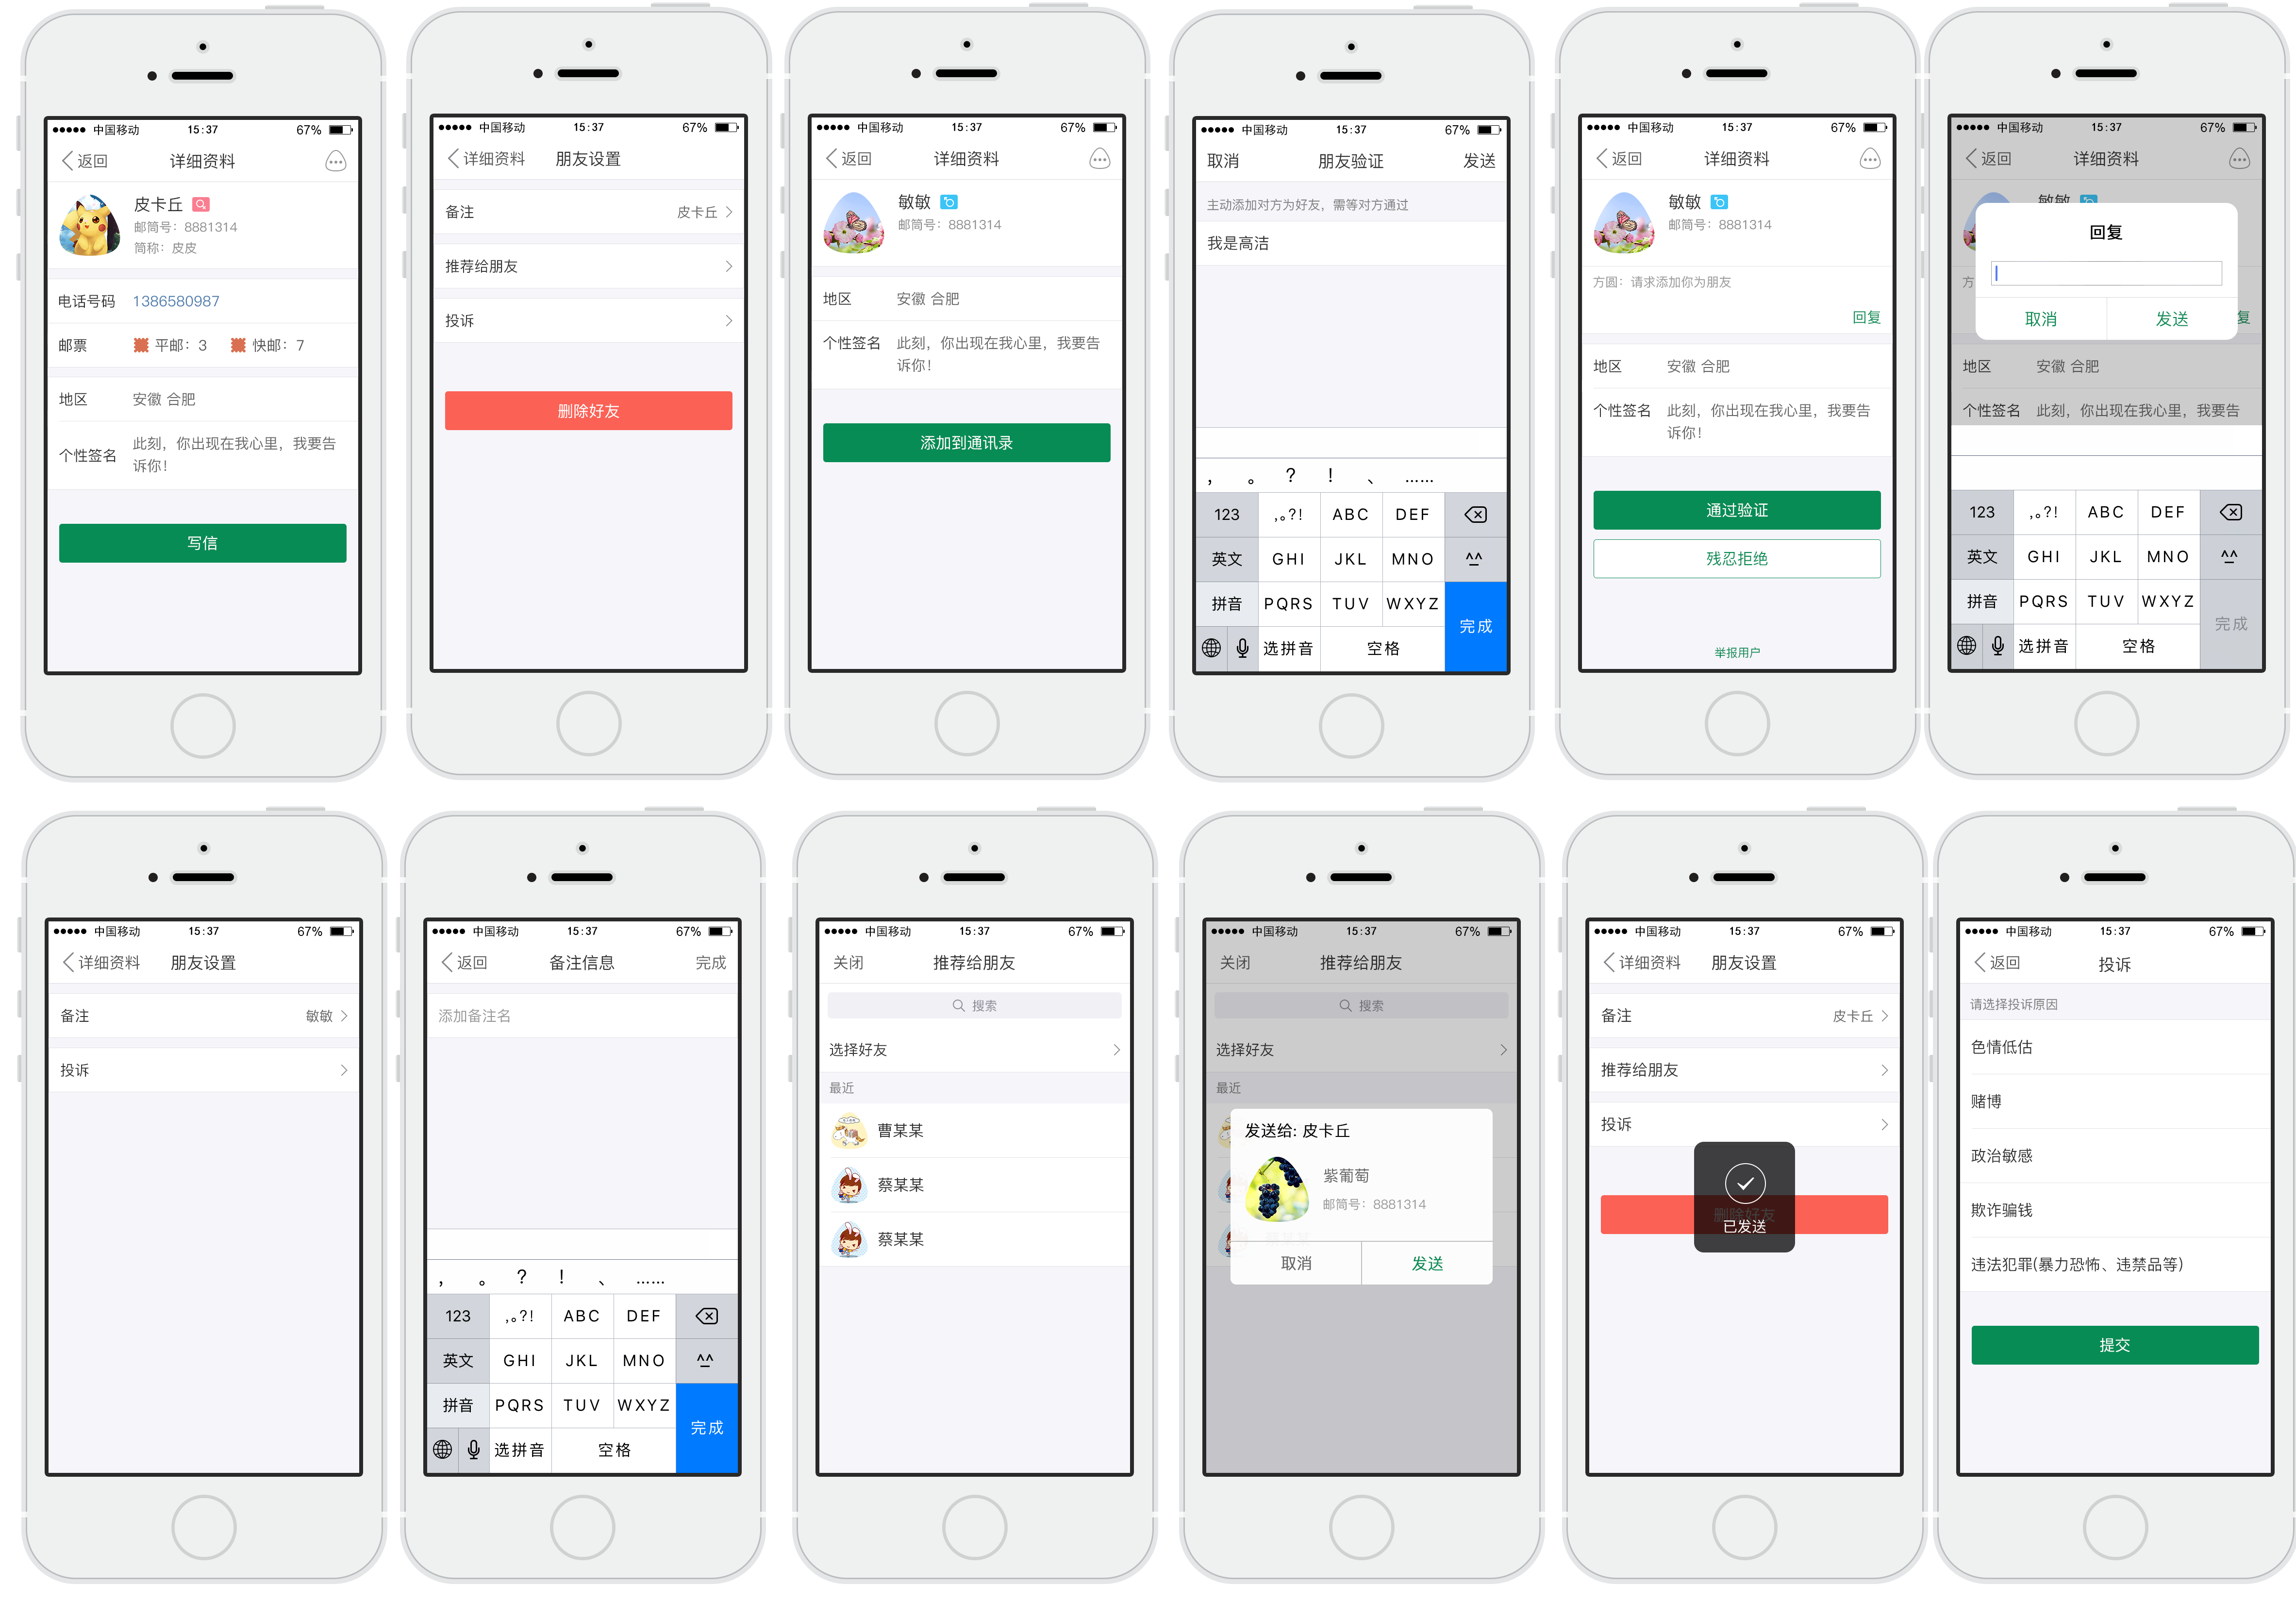 中国移动 15:37 67%
返回 详细资料
皮卡丘
邮筒号：8881314
简称：皮皮
电话号码 1386580987
邮票 平邮：3 快邮：7
地区 安徽 合肥
个性签名 此刻，你出现在我心里，我要告
诉你！
写信
中国移动 15:37 67%
详细资料 朋友设置
备注 皮卡丘
推荐给朋友
投诉
删除好友
中国移动 15:37 67%
返回 详细资料
敏敏
邮筒号：8881314
地区 安徽 合肥
个性签名 此刻，你出现在我心里，我要告
诉你！
添加到通讯录
中国移动 15:37 67%
取消 朋友验证 发送
主动添加对方为好友，需等对方通过
我是高洁
， 。 ？ ！ 、 ……
123 ,。?! ABC DEF
英文 GHI JKL MNO ^^
拼音 PQRS TUV WXYZ
完成
选拼音 空格
中国移动 15:37 67%
返回 详细资料
敏敏
邮筒号：8881314
方圆：请求添加你为朋友
回复
地区 安徽 合肥
个性签名 此刻，你出现在我心里，我要告
诉你！
通过验证
残忍拒绝
举报用户
中国移动 15:37 67%
返回 详细资料
敏敏
回复
方
取消 发送
复
地区 安徽 合肥
个性签名 此刻，你出现在我心里，我要告
123 ,。?! ABC DEF
英文 GHI JKL MNO ^^
拼音 PQRS TUV WXYZ
完成
选拼音 空格
中国移动 15:37 67%
详细资料 朋友设置
备注 敏敏
投诉
中国移动 15:37 67%
返回 备注信息 完成
添加备注名
， 。 ？ ！ 、 ……
123 ,。?! ABC DEF
英文 GHI JKL MNO ^^
拼音 PQRS TUV WXYZ
完成
选拼音 空格
中国移动 15:37 67%
关闭 推荐给朋友
搜索
选择好友
最近
曹某某
蔡某某
蔡某某
中国移动 15:37 67%
关闭 推荐给朋友
搜索
选择好友
最近
发送给: 皮卡丘
紫葡萄
邮筒号：8881314
取消 发送
中国移动 15:37 67%
详细资料 朋友设置
备注 皮卡丘
推荐给朋友
投诉
删除好友
已发送
中国移动 15:37 67%
返回 投诉
请选择投诉原因
色情低估
赌博
政治敏感
欺诈骗钱
违法犯罪(暴力恐怖、违禁品等)
提交